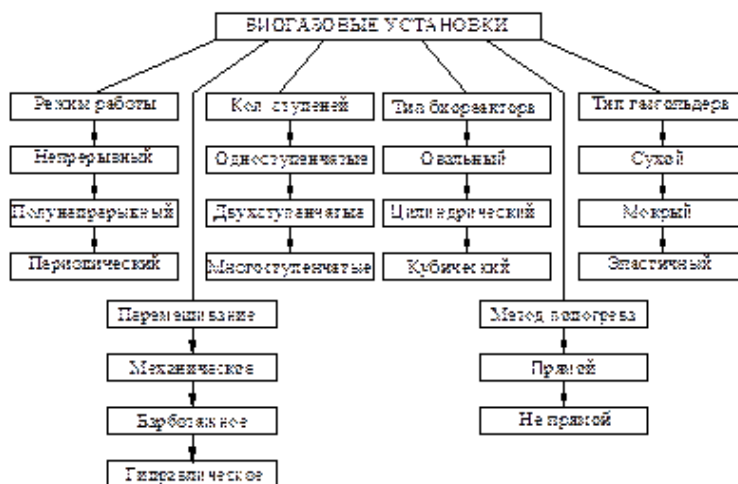 БИОГАЗОВЫЕ УСТАНОВКИ
Режим работы
Кол. ступеней
Тип биореактора
Тип газгольдера
Непрерывный
Одноступенчатые
Овальный
Сухой
Полунепрерывный
Двухступенчатые
Цилиндрический
Мокрый
Периодический
Многоступенчатые
Кубический
Эластичный
Перемешивание
Метод подогрева
Механическое
Прямой
Барботажное
Не прямой
Гидравлическое